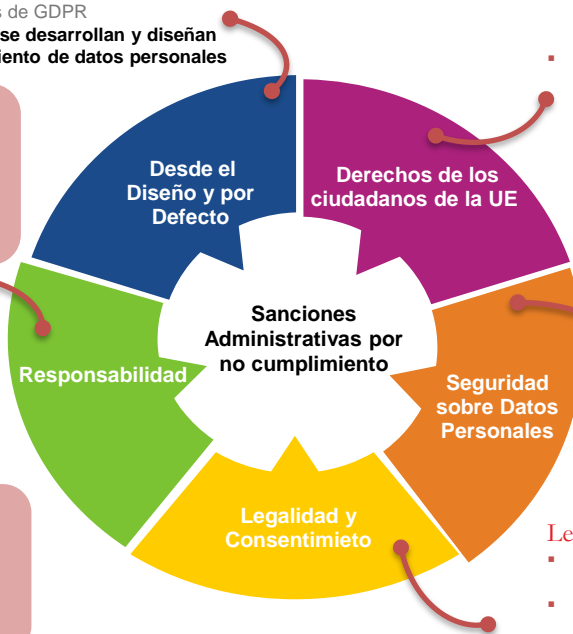 s de GDPR
se desarrollan y diseñan
iento de datos personales
Desde el
Diseño y por
Defecto
Derechos de los
ciudadanos de la UE
Sanciones
Administrativas por
no cumplimiento
Responsabilidad
Seguridad
sobre Datos
Personales
Legalidad y
Consentimieto
Le